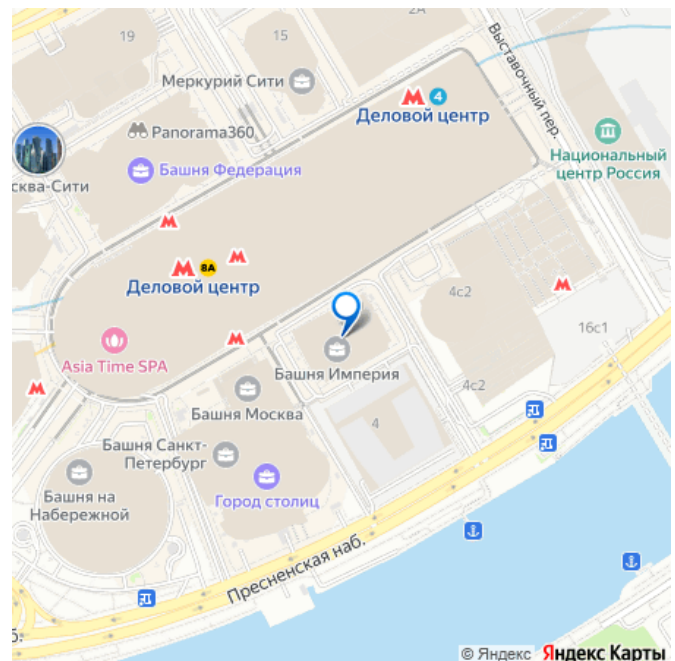 2А
19
15
Выставочный пер.
Меркурий Сити
4
Деловой центр
Panorama360
Национальный
центр Россия
Башня Федерация
сква-Сити
8А
Деловой центр
4с2
16с1
Asia Time SPA
Башня Империя
4с2
Башня Москва
4
Башня Санкт-
Петербург
Город столиц
Башня на
Набережной
Пресненская наб.
б:
© Яндекс Яндекс Карты